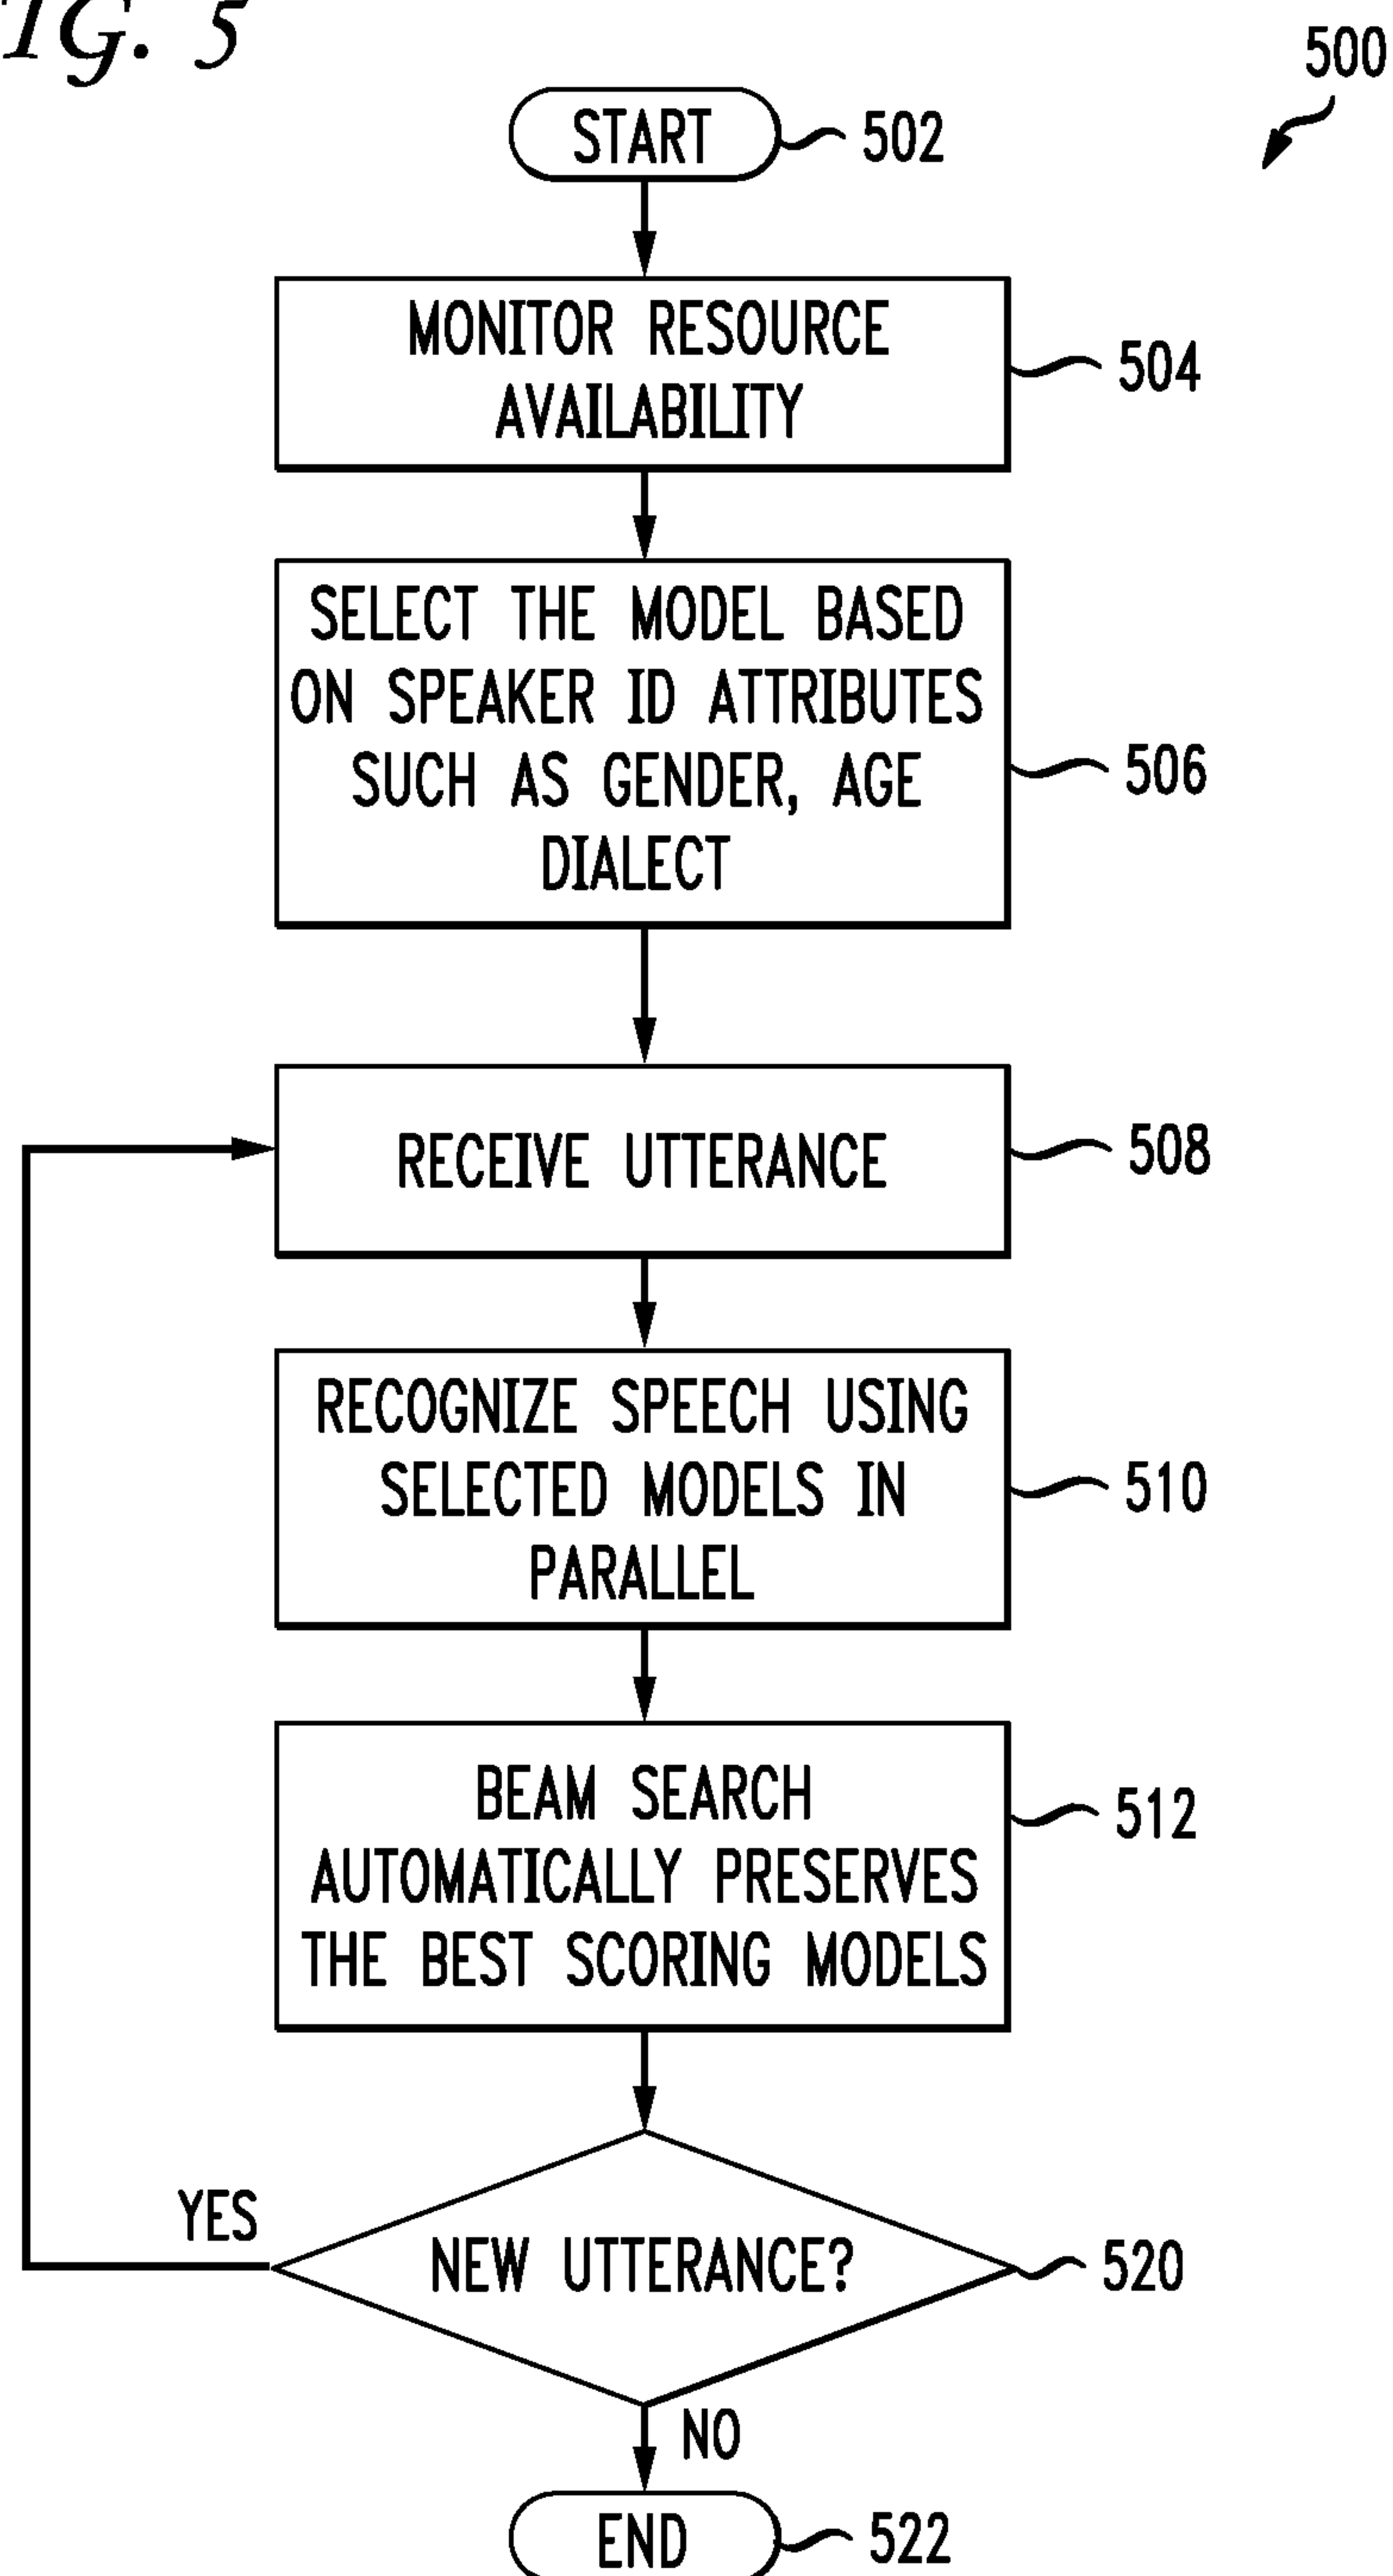 FIG. 5
500
START
502
MONITOR RESOURCE
AVAILABILITY
504
SELECT THE MODEL BASED
ON SPEAKER ID ATTRIBUTES
SUCH AS GENDER, AGE
DIALECT
506
RECEIVE UTTERANCE
508
RECOGNIZE SPEECH USING
SELECTED MODELS IN
PARALLEL
510
BEAM SEARCH
AUTOMATICALLY PRESERVES
THE BEST SCORING MODELS
512
YES
NEW UTTERANCE?
520
NO
END
522